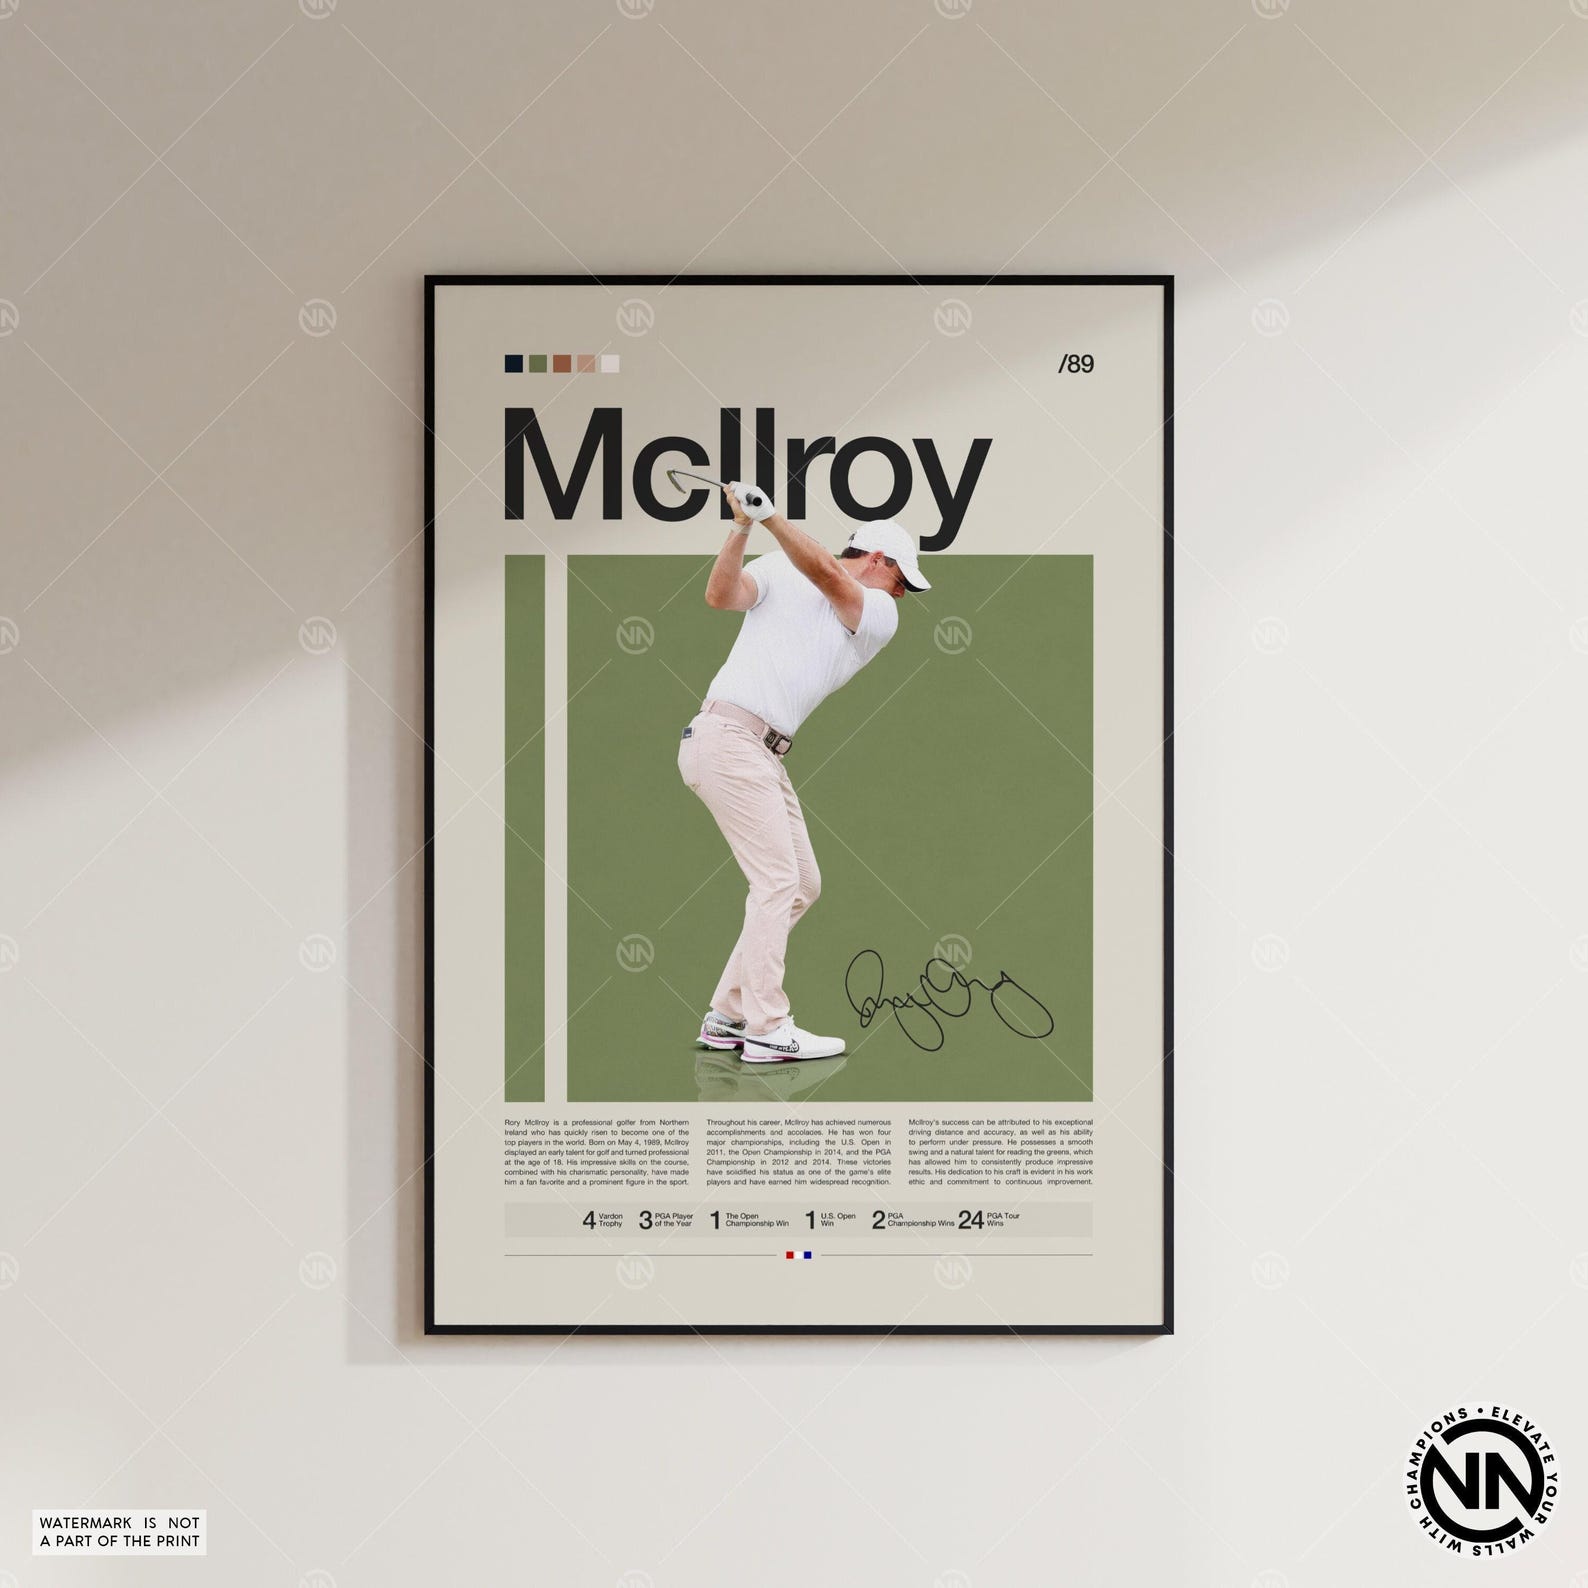 /89
McIlroy
Rory McIlroy is a professional golfer from Northern
Ireland who has quickly risen to become one of the
top players in the world. Born on May 4, 1989, McIlroy
displayed an early talent for golf and turned professional
at the age of 18. His impressive skills on the course,
combined with his charismatic personality, have made
him a fan favorite and a prominent figure in the sport.
Throughout his career, McIlroy has achieved numerous
accomplishments and accolades. He has won four
major championships, including the U.S. Open in
2011, the Open Championship in 2014, and the PGA
Championship in 2012 and 2014. These victories
have solidified his status as one of the game's elite
players and have earned him widespread recognition.
McIlroy's success can be attributed to his exceptional
driving distance and accuracy, as well as his ability
to perform under pressure. He possesses a smooth
swing and a natural talent for reading the greens, which
has allowed him to consistently produce impressive
results. His dedication to his craft is evident in his work
ethic and commitment to continuous improvement.
4 Vardon
Trophy
3 PGA Player
of the Year
1 The Open
Championship Win
1 U.S. Open
Win
2 PGA
Championship Wins
24 PGA Tour
Wins
WATERMARK IS NOT
A PART OF THE PRINT
NN
ELEVATE YOUR WALLS WITH CHAMPIONS •